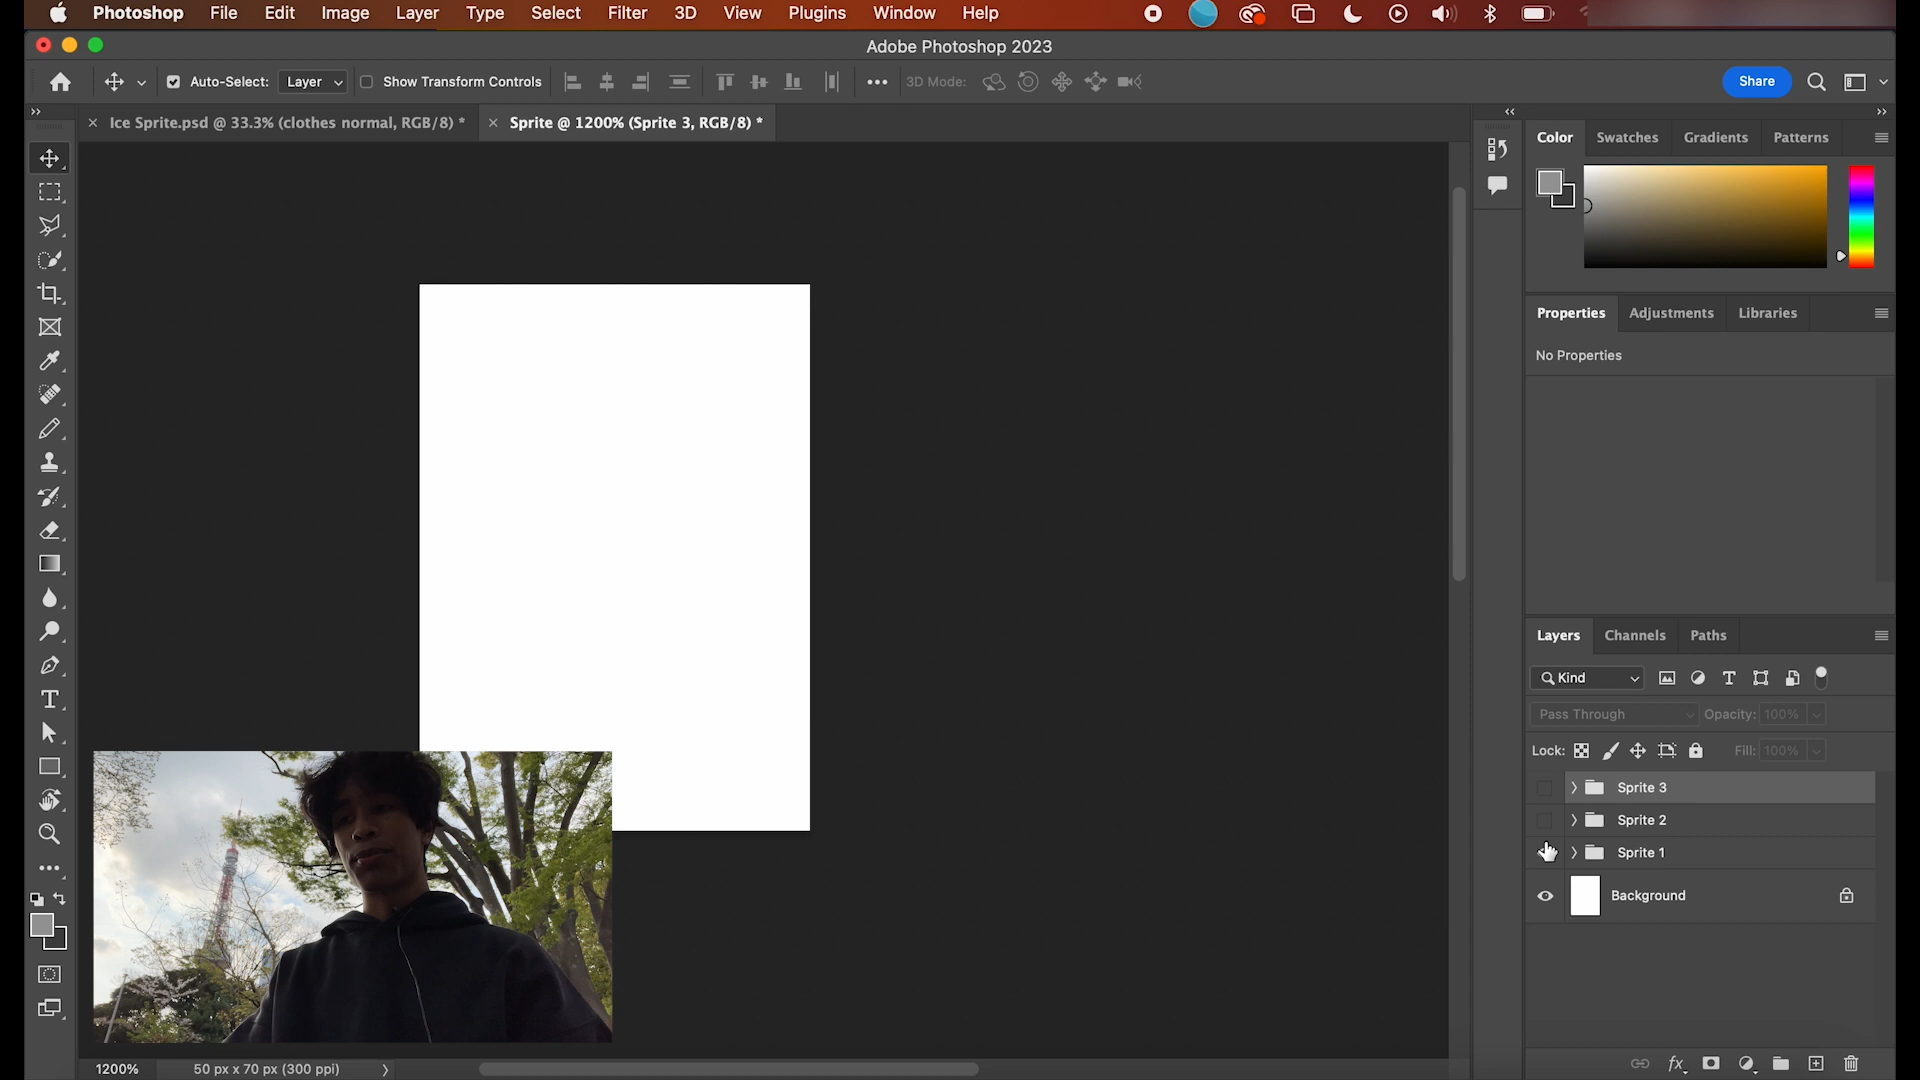 Photoshop File Edit Image Layer Type Select Filter 3D View Plugins Window Help
Adobe Photoshop 2023
Auto-Select: Layer Show Transform Controls 3D Mode: Share
Ice Sprite.psd @ 33.3% (clothes normal, RGB/8) * Sprite @ 1200% (Sprite 3, RGB/8) *
Color Swatches Gradients Patterns
Properties Adjustments Libraries
No Properties
Layers Channels Paths
Kind
Pass Through Opacity: 100%
Lock: Fill: 100%
Sprite 3
Sprite 2
Sprite 1
Background
1200% 50 px x 70 px (300 ppi)